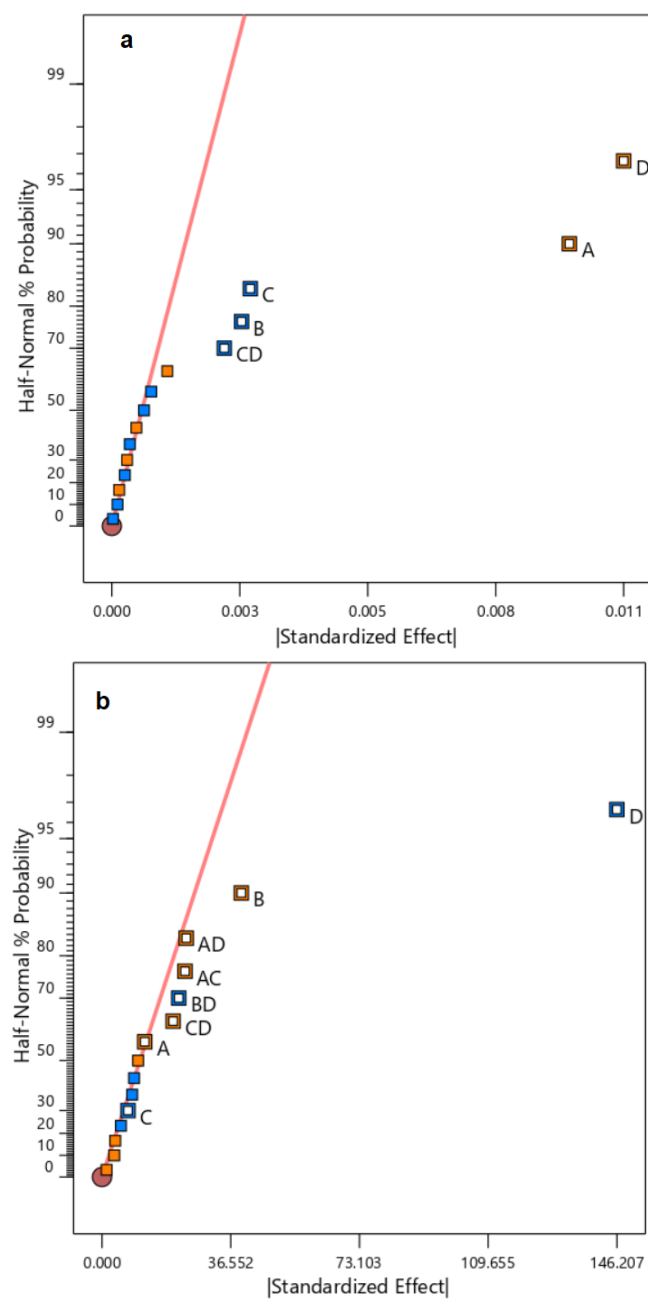 a
99
95
90
80
70
50
30
20
10
0
Half-Normal % Probability
D
A
C
B
CD
0.000 0.003 0.005 0.008 0.011
|Standardized Effect|
b
99
95
90
80
70
50
30
20
10
0
Half-Normal % Probability
D
B
AD
AC
BD
CD
A
C
0.000 36.552 73.103 109.655 146.207
|Standardized Effect|